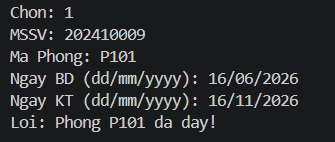 Chon: 1
MSSV: 202410009
Ma Phong: P101
Ngay BD (dd/mm/yyyy): 16/06/2026
Ngay KT (dd/mm/yyyy): 16/11/2026
Loi: Phong P101 da day!